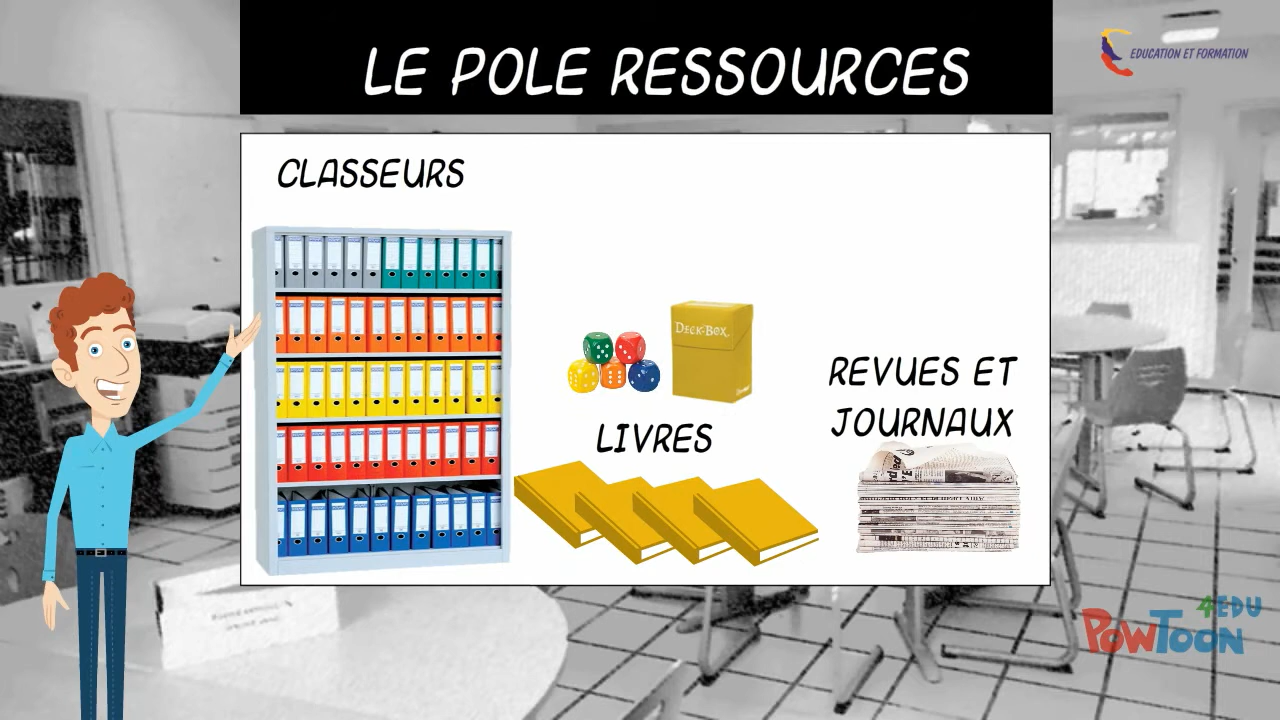 LE POLE RESSOURCES
EDUCATION ET FORMATION
CLASSEURS
DECK-BOX
LIVRES
REVUES ET
JOURNAUX
4EDU
POWTOON